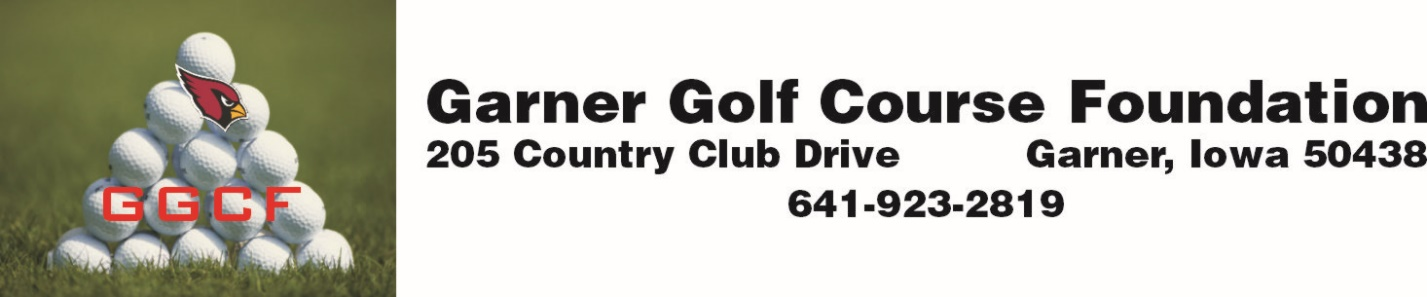 GGCF
Garner Golf Course Foundation
205 Country Club Drive Garner, Iowa 50438
641-923-2819